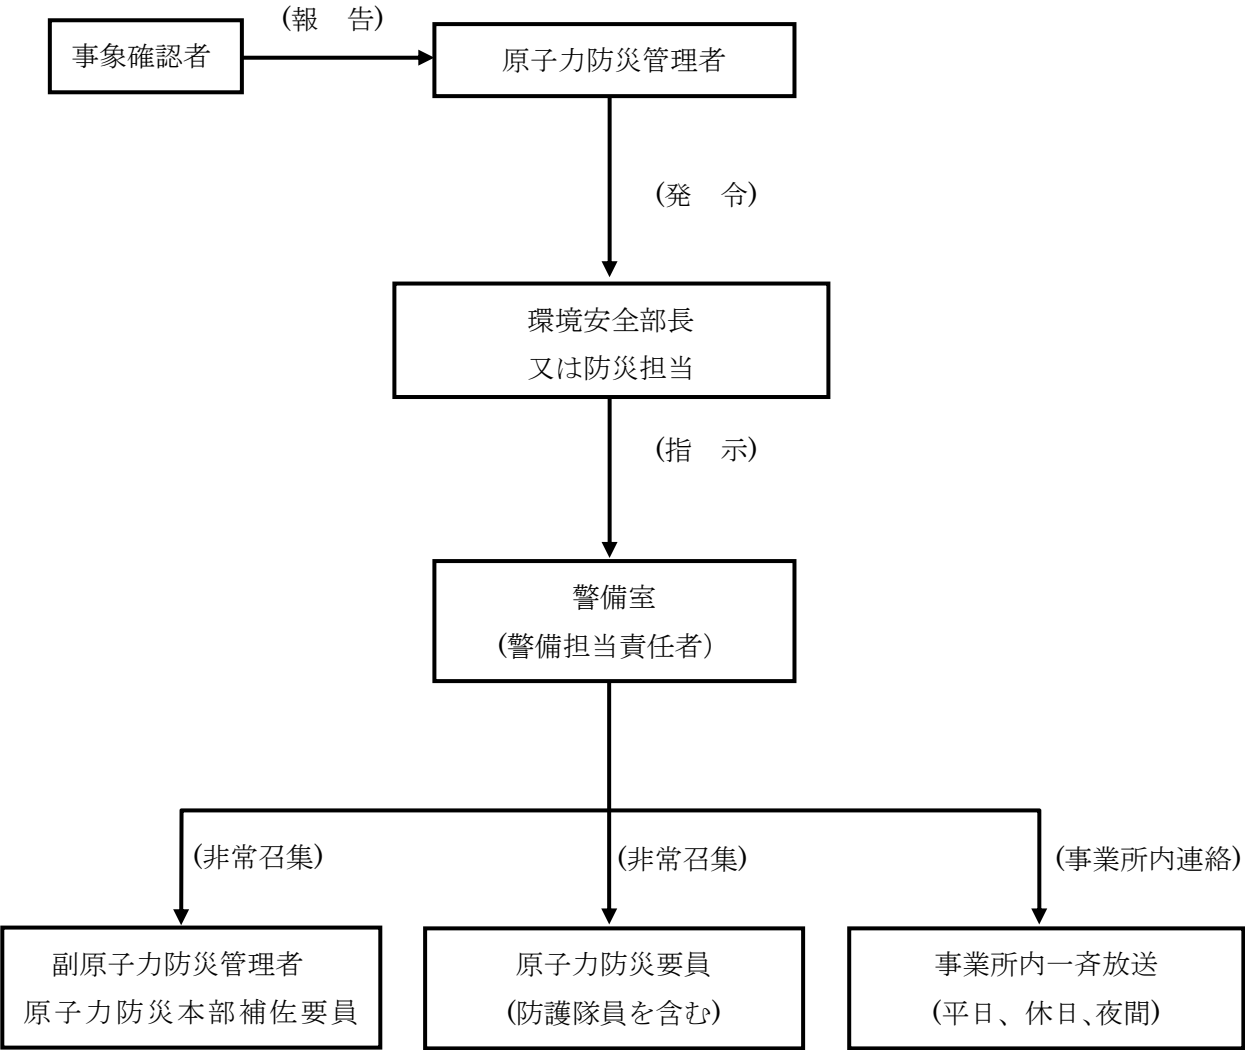 (報　告)
事象確認者
原子力防災管理者
(発　令)
環境安全部長
又は防災担当
(指　示)
警備室
(警備担当責任者）
(非常召集)
(非常召集)
(事業所内連絡)
副原子力防災管理者
原子力防災本部補佐要員
原子力防災要員
(防護隊員を含む)
事業所内一斉放送
(平日、休日、夜間)